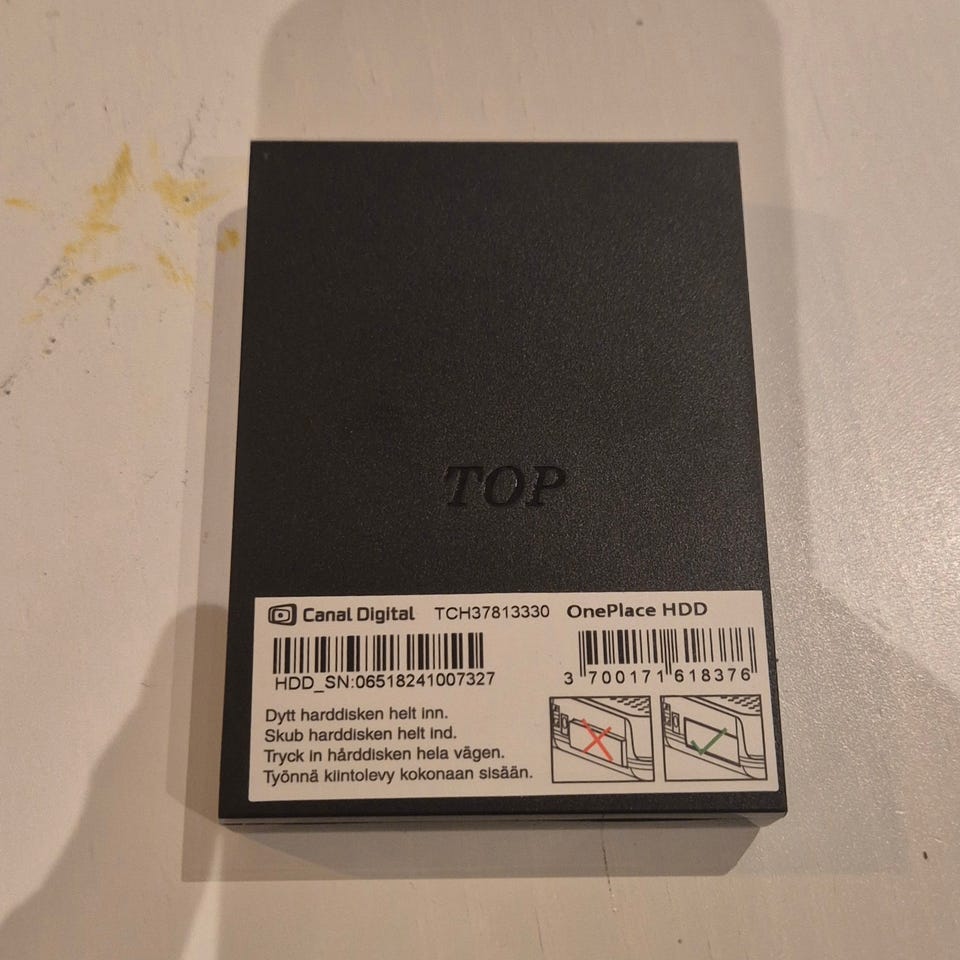 TOP
Canal Digital TCH37813330 OnePlace HDD
HDD_SN:06518241007327
3 700171 618376
Dytt harddisken helt inn.
Skub harddisken helt ind.
Tryck in hårddisken hela vägen.
Työnnä kiintolevy kokonaan sisään.